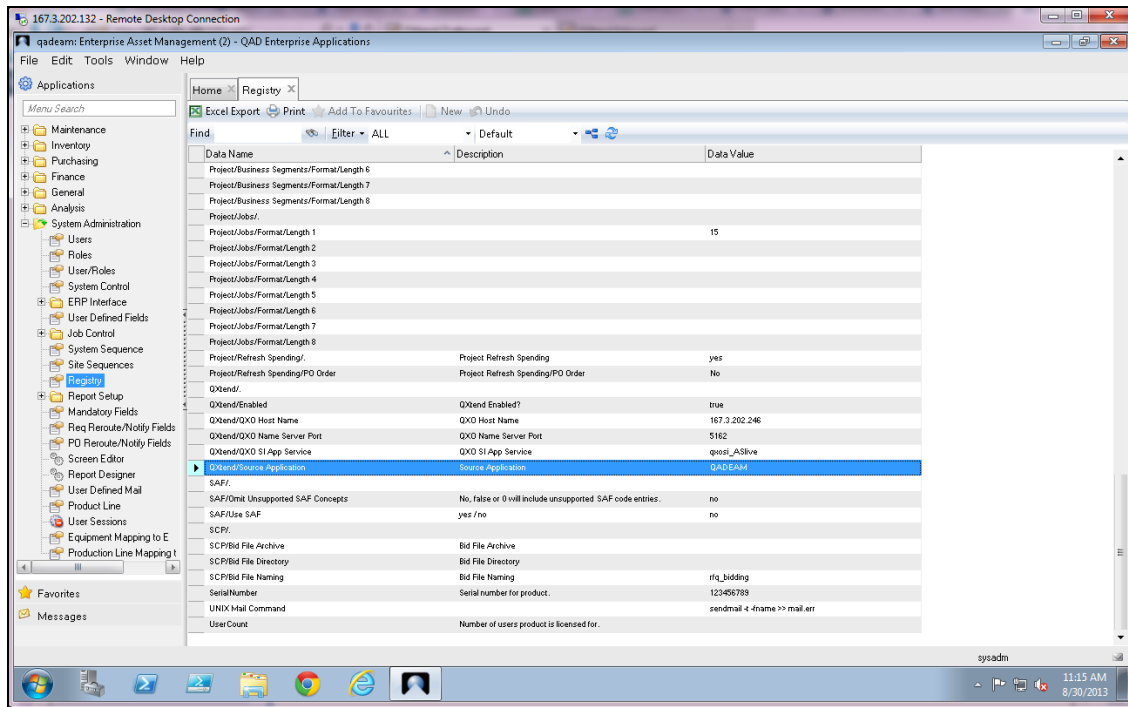 167.3.202.132 - Remote Desktop Connection
qadeam: Enterprise Asset Management (2) - QAD Enterprise Applications
File Edit Tools Window Help
Applications
Menu Search
Maintenance
Inventory
Purchasing
Finance
General
Analysis
System Administration
Users
Roles
User/Roles
System Control
ERP Interface
User Defined Fields
Job Control
System Sequence
Site Sequences
Registry
Report Setup
Mandatory Fields
Req Reroute/Notify Fields
PO Reroute/Notify Fields
Screen Editor
Report Designer
User Defined Mail
Product Line
User Sessions
Equipment Mapping to E
Production Line Mapping t
Favorites
Messages
Home Registry
Excel Export Print Add To Favourites New Undo
Find Filter ALL Default
Data Name Description Data Value
Project/Business Segments/Format/Length 6
Project/Business Segments/Format/Length 7
Project/Business Segments/Format/Length 8
Project/Jobs/.
Project/Jobs/Format/Length 1 15
Project/Jobs/Format/Length 2
Project/Jobs/Format/Length 3
Project/Jobs/Format/Length 4
Project/Jobs/Format/Length 5
Project/Jobs/Format/Length 6
Project/Jobs/Format/Length 7
Project/Jobs/Format/Length 8
Project/Refresh Spending/. Project Refresh Spending yes
Project/Refresh Spending/PO Order Project Refresh Spending/PO Order No
QXtend/.
QXtend/Enabled QXtend Enabled? true
QXtend/QXO Host Name QXO Host Name 167.3.202.246
QXtend/QXO Name Server Port QXO Name Server Port 5162
QXtend/QXO SI App Service QXO SI App Service qxosi_ASlive
QXtend/Source Application Source Application QADEAM
SAF/.
SAF/Omit Unsupported SAF Concepts No, false or 0 will include unsupported SAF code entries. no
SAF/Use SAF yes /no no
SCP/.
SCP/Bid File Archive Bid File Archive
SCP/Bid File Directory Bid File Directory
SCP/Bid File Naming Bid File Naming rfq_bidding
SerialNumber Serial number for product. 123456789
UNIX Mail Command sendmail -t -fname >> mail.err
UserCount Number of users product is licensed for.
sysadm
11:15 AM
8/30/2013